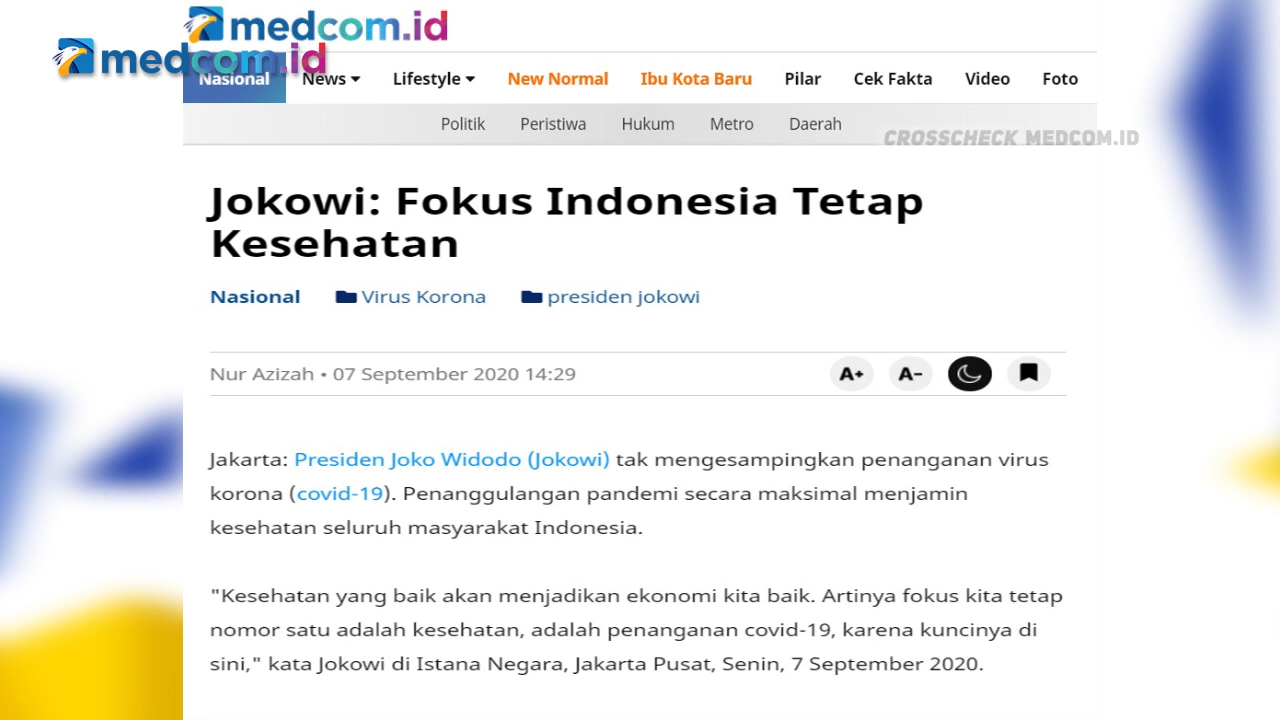 medcom.id
medcom.id
Nasional News Lifestyle New Normal Ibu Kota Baru Pilar Cek Fakta Video Foto
Politik Peristiwa Hukum Metro Daerah
CROSSCHECK MEDCOM.ID
Jokowi: Fokus Indonesia Tetap
Kesehatan
Nasional Virus Korona presiden jokowi
Nur Azizah • 07 September 2020 14:29
A+ A-
Jakarta: Presiden Joko Widodo (Jokowi) tak mengesampingkan penanganan virus
korona (covid-19). Penanggulangan pandemi secara maksimal menjamin
kesehatan seluruh masyarakat Indonesia.
"Kesehatan yang baik akan menjadikan ekonomi kita baik. Artinya fokus kita tetap
nomor satu adalah kesehatan, adalah penanganan covid-19, karena kuncinya di
sini," kata Jokowi di Istana Negara, Jakarta Pusat, Senin, 7 September 2020.